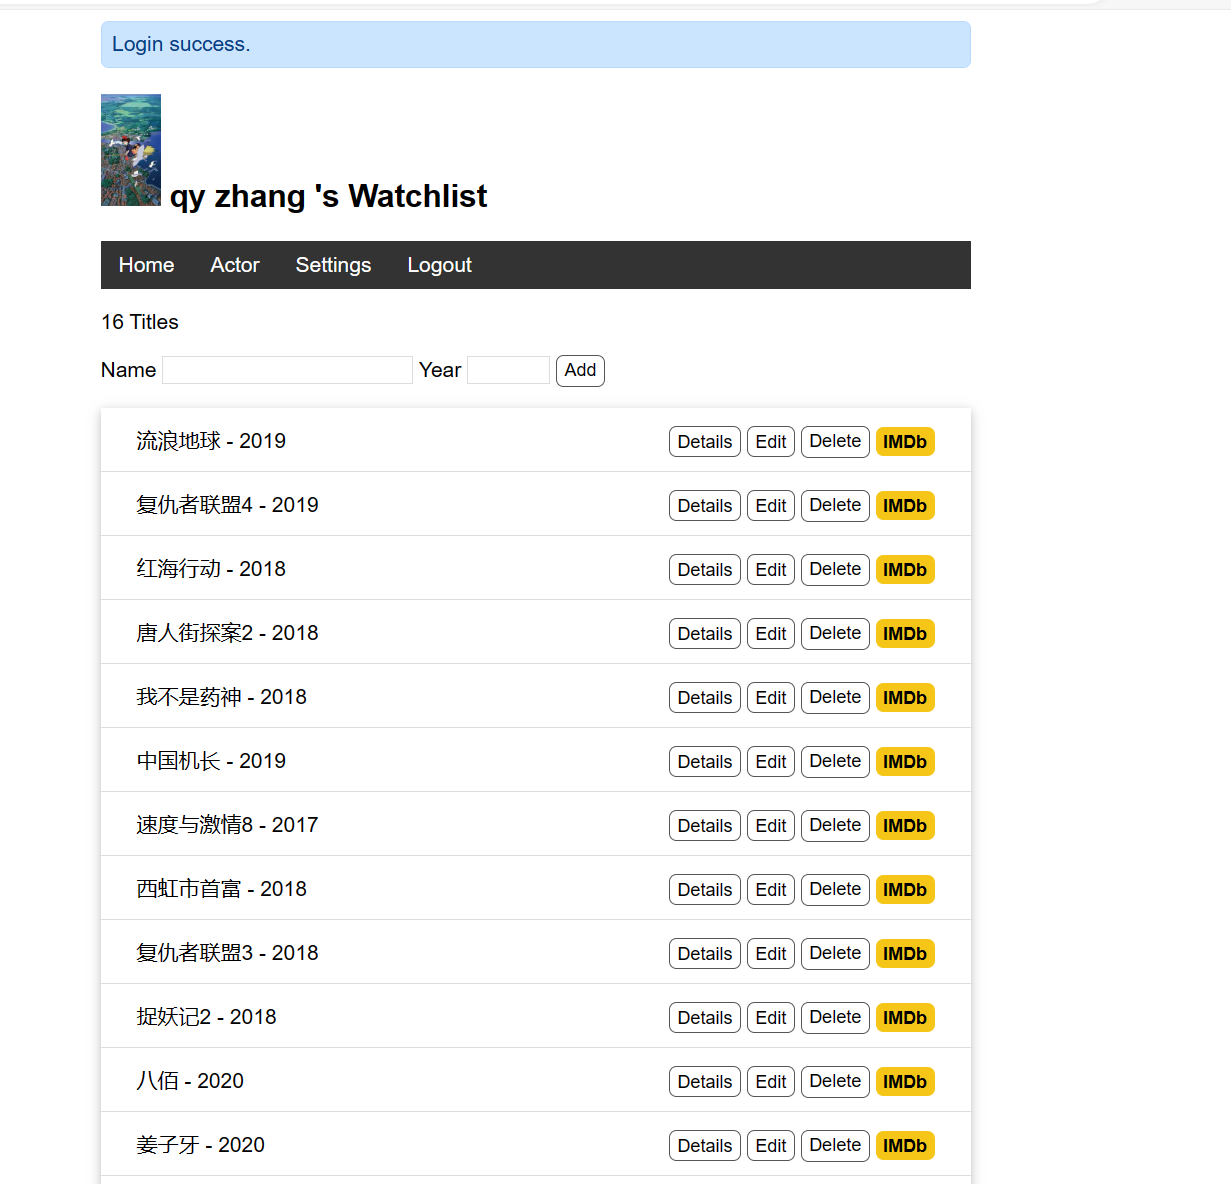 Login success.
qy zhang 's Watchlist
Home Actor Settings Logout
16 Titles
Name Year Add
流浪地球 - 2019 Details Edit Delete IMDb
复仇者联盟4 - 2019 Details Edit Delete IMDb
红海行动 - 2018 Details Edit Delete IMDb
唐人街探案2 - 2018 Details Edit Delete IMDb
我不是药神 - 2018 Details Edit Delete IMDb
中国机长 - 2019 Details Edit Delete IMDb
速度与激情8 - 2017 Details Edit Delete IMDb
西虹市首富 - 2018 Details Edit Delete IMDb
复仇者联盟3 - 2018 Details Edit Delete IMDb
捉妖记2 - 2018 Details Edit Delete IMDb
八佰 - 2020 Details Edit Delete IMDb
姜子牙 - 2020 Details Edit Delete IMDb